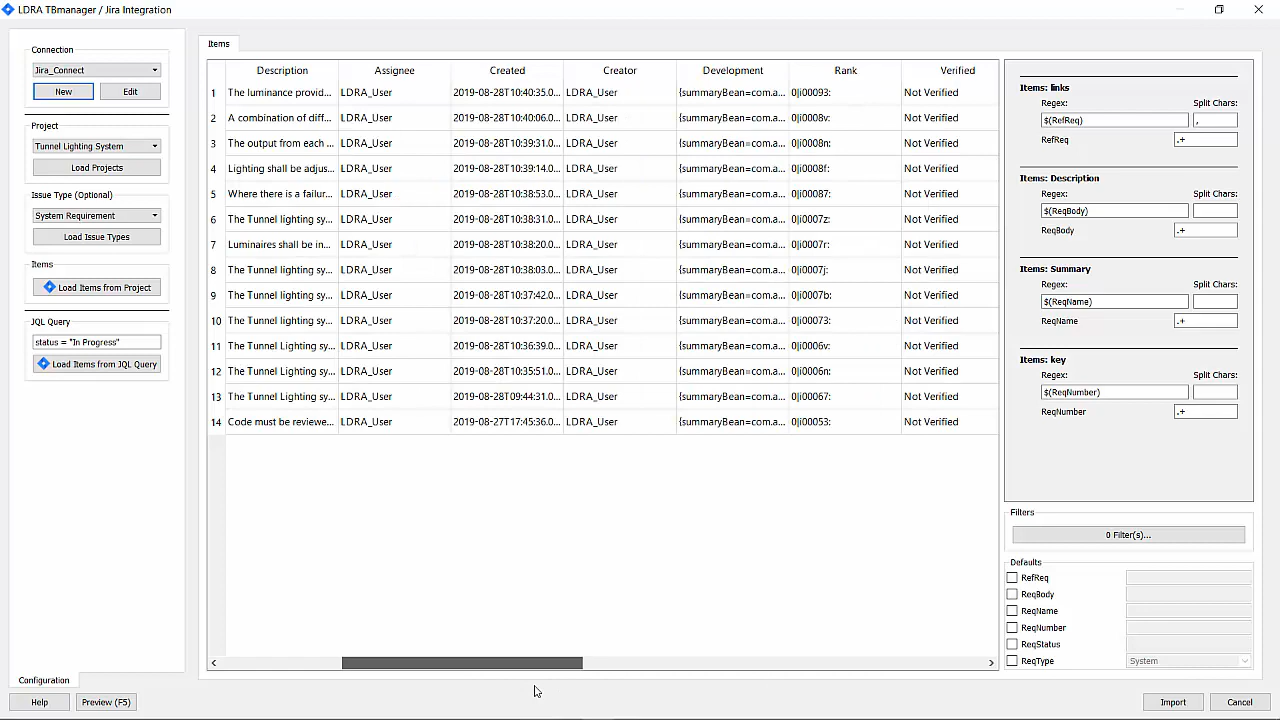 LDRA TBmanager / Jira Integration
Connection
Jira_Connect
New Edit
Project
Tunnel Lighting System
Load Projects
Issue Type (Optional)
System Requirement
Load Issue Types
Items
Load Items from Project
JQL Query
status = "In Progress"
Load Items from JQL Query
Configuration
Help Preview (F5)
Items
Description Assignee Created Creator Development Rank Verified
1 The luminance provid... LDRA_User 2019-08-28T10:40:35.0... LDRA_User {summaryBean=com.a... 0|i00093: Not Verified
2 A combination of diff... LDRA_User 2019-08-28T10:40:06.0... LDRA_User {summaryBean=com.a... 0|i0008v: Not Verified
3 The output from each ... LDRA_User 2019-08-28T10:39:31.0... LDRA_User {summaryBean=com.a... 0|i0008n: Not Verified
4 Lighting shall be adjus... LDRA_User 2019-08-28T10:39:14.0... LDRA_User {summaryBean=com.a... 0|i0008f: Not Verified
5 Where there is a failur... LDRA_User 2019-08-28T10:38:53.0... LDRA_User {summaryBean=com.a... 0|i00087: Not Verified
6 The Tunnel lighting sy... LDRA_User 2019-08-28T10:38:31.0... LDRA_User {summaryBean=com.a... 0|i0007z: Not Verified
7 Luminaires shall be in... LDRA_User 2019-08-28T10:38:20.0... LDRA_User {summaryBean=com.a... 0|i0007r: Not Verified
8 The Tunnel lighting sy... LDRA_User 2019-08-28T10:38:03.0... LDRA_User {summaryBean=com.a... 0|i0007j: Not Verified
9 The Tunnel lighting sy... LDRA_User 2019-08-28T10:37:42.0... LDRA_User {summaryBean=com.a... 0|i0007b: Not Verified
10 The Tunnel lighting sy... LDRA_User 2019-08-28T10:37:20.0... LDRA_User {summaryBean=com.a... 0|i00073: Not Verified
11 The Tunnel Lighting sy... LDRA_User 2019-08-28T10:36:39.0... LDRA_User {summaryBean=com.a... 0|i0006v: Not Verified
12 The Tunnel Lighting sy... LDRA_User 2019-08-28T10:35:51.0... LDRA_User {summaryBean=com.a... 0|i0006n: Not Verified
13 The Tunnel Lighting sy... LDRA_User 2019-08-28T09:44:31.0... LDRA_User {summaryBean=com.a... 0|i00067: Not Verified
14 Code must be reviewe... LDRA_User 2019-08-27T17:45:36.0... LDRA_User {summaryBean=com.a... 0|i00053: Not Verified
Items: links
Regex: Split Chars:
$(RefReq) ,
RefReq .+
Items: Description
Regex: Split Chars:
$(ReqBody)
ReqBody .+
Items: Summary
Regex: Split Chars:
$(ReqName)
ReqName .+
Items: key
Regex: Split Chars:
$(ReqNumber)
ReqNumber .+
Filters
0 Filter(s)...
Defaults
RefReq
ReqBody
ReqName
ReqNumber
ReqStatus
ReqType System
Import Cancel